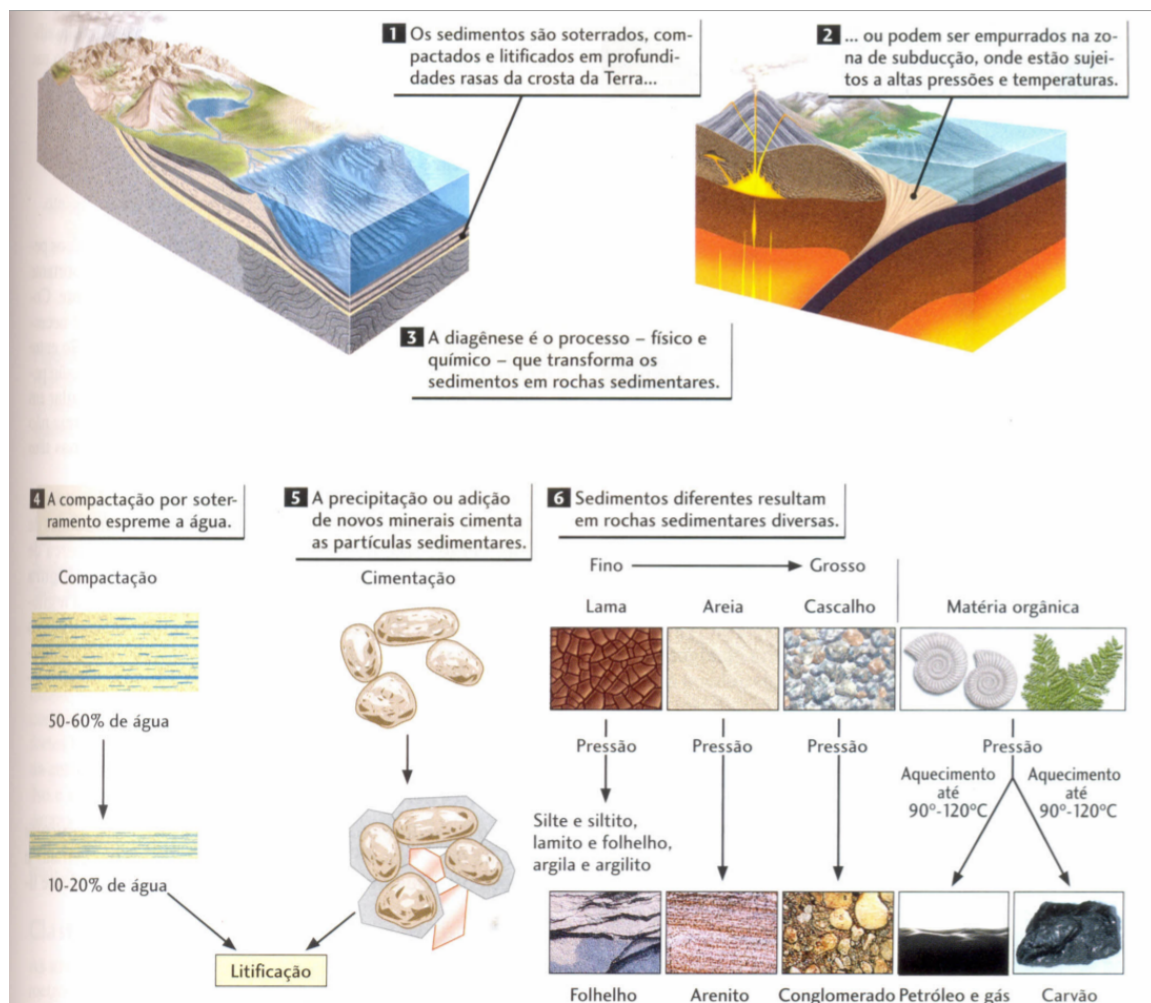 1 Os sedimentos são soterrados, com-
pactados e litificados em profundi-
dades rasas da crosta da Terra...
2 ... ou podem ser empurrados na zo-
na de subducção, onde estão sujei-
tos a altas pressões e temperaturas.
3 A diagênese é o processo – físico e
químico – que transforma os
sedimentos em rochas sedimentares.
4 A compactação por soter-
ramento espreme a água.
5 A precipitação ou adição
de novos minerais cimenta
as partículas sedimentares.
6 Sedimentos diferentes resultam
em rochas sedimentares diversas.
Compactação
50-60% de água
10-20% de água
Cimentação
Litificação
Fino Grosso
Lama Areia Cascalho Matéria orgânica
Pressão Pressão Pressão Pressão
Aquecimento
até
90º-120ºC
Aquecimento
até
90º-120ºC
Silte e siltito,
lamito e folhelho,
argila e argilito
Folhelho Arenito Conglomerado Petróleo e gás Carvão